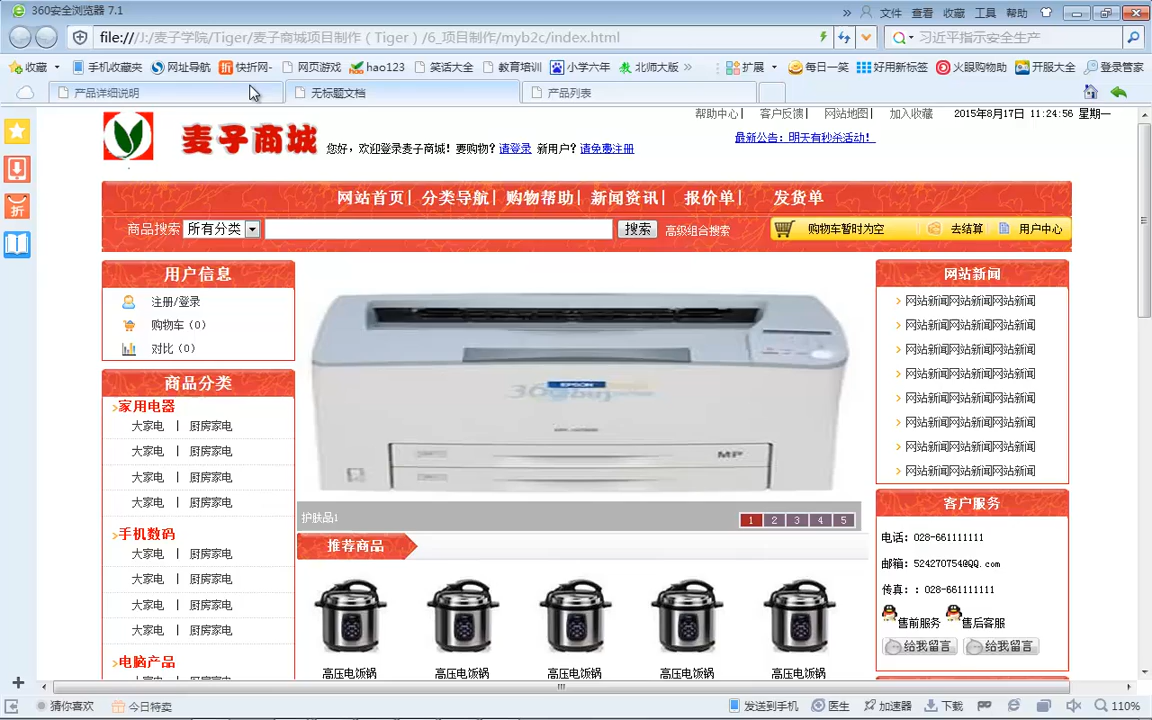 360安全浏览器 7.1
» 文件 查看 收藏 工具 帮助
file:///J:/麦子学院/Tiger/麦子商城项目制作（Tiger）/6_项目制作/myb2c/index.html
习近平指示安全生产
收藏 手机收藏夹 网址导航 快折网- 网页游戏 hao123 笑话大全 教育培训 小学六年 北师大版 » 扩展 每日一笑 好用新标签 火眼购物助 开服大全 登录管家
产品详细说明 无标题文档 产品列表
折
帮助中心| 客户反馈| 网站地图| 加入收藏 2015年8月17日 11:24:56 星期一
麦子商城
您好，欢迎登录麦子商城！要购物？请登录 新用户？请免费注册
最新公告：明天有秒杀活动！
网站首页| 分类导航| 购物帮助| 新闻资讯| 报价单| 发货单
商品搜索 所有分类 搜索 高级组合搜索
购物车暂时为空 去结算 用户中心
用户信息
注册/登录
购物车（0）
对比（0）
商品分类
家用电器
大家电 | 厨房家电
大家电 | 厨房家电
大家电 | 厨房家电
大家电 | 厨房家电
手机数码
大家电 | 厨房家电
大家电 | 厨房家电
大家电 | 厨房家电
大家电 | 厨房家电
电脑产品
EPSON
MP
护肤品1
1 2 3 4 5
推荐商品
高压电饭锅 高压电饭锅 高压电饭锅 高压电饭锅 高压电饭锅
网站新闻
网站新闻网站新闻网站新闻
网站新闻网站新闻网站新闻
网站新闻网站新闻网站新闻
网站新闻网站新闻网站新闻
网站新闻网站新闻网站新闻
网站新闻网站新闻网站新闻
网站新闻网站新闻网站新闻
网站新闻网站新闻网站新闻
客户服务
电话：028-661111111
邮箱：524270754@QQ.com
传真：：028-661111111
售前服务 售后客服
给我留言 给我留言
猜你喜欢 今日特卖
发送到手机 医生 加速器 下载 110%